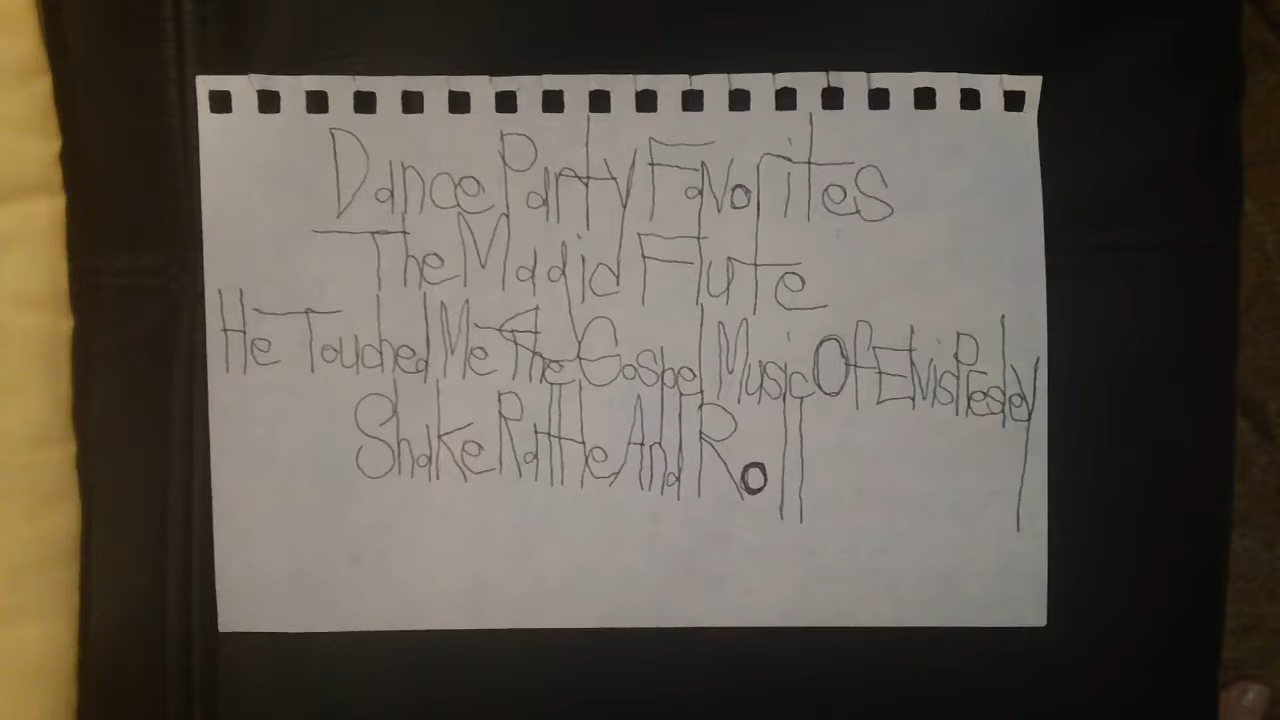 Dance Party Favorites
The Magic Flute
He Touched Me The Gospel Music Of Elvis Presley
Shake Rattle And Roll